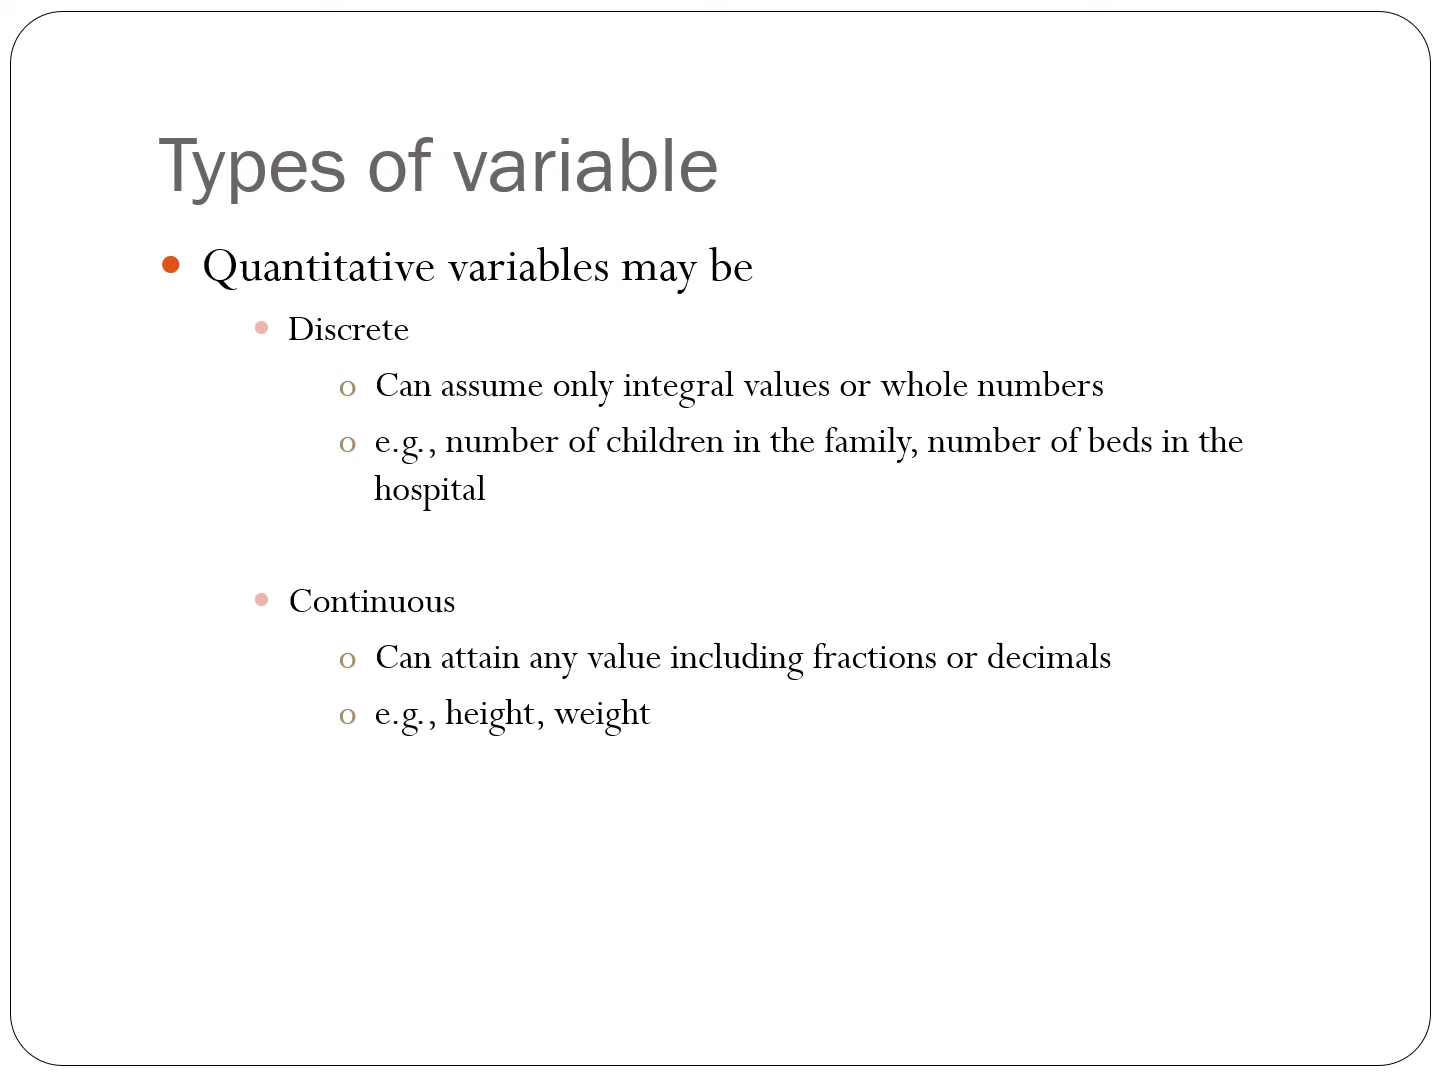 Types of variable
Quantitative variables may be
Discrete
o Can assume only integral values or whole numbers
o e.g., number of children in the family, number of beds in the
hospital
Continuous
o Can attain any value including fractions or decimals
o e.g., height, weight